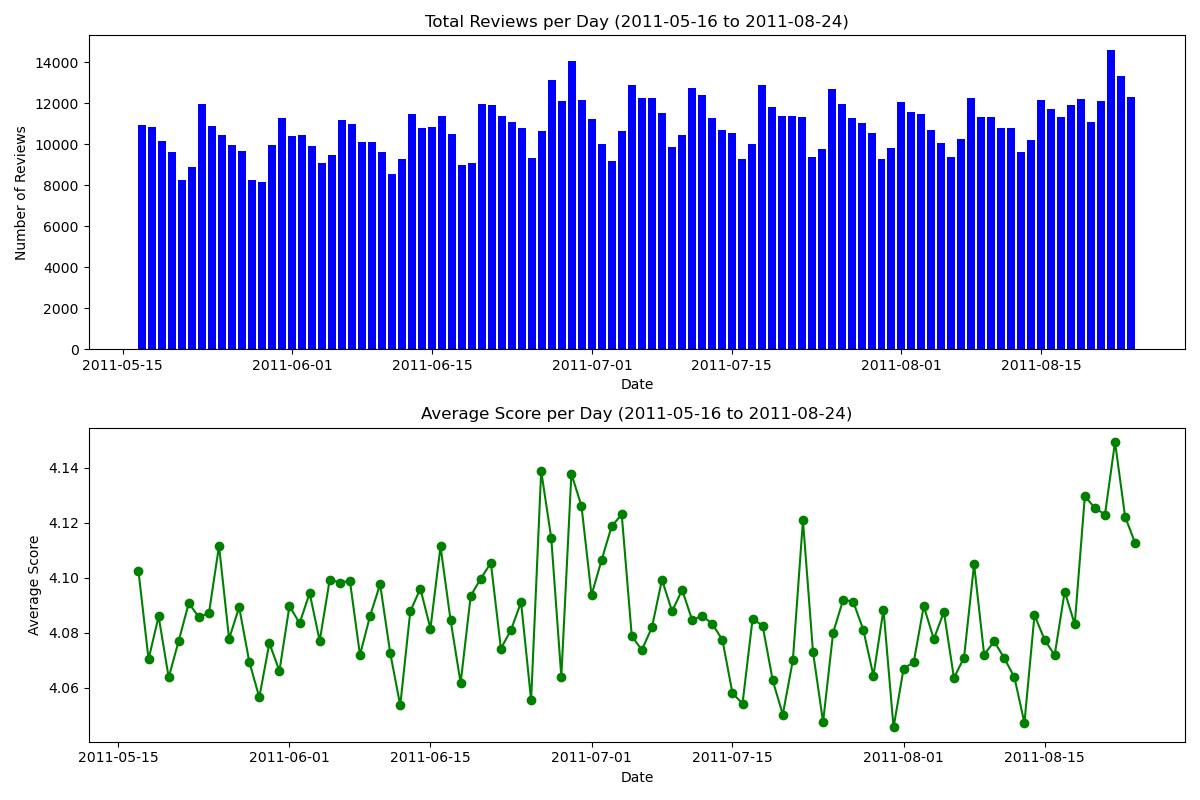 Total Reviews per Day (2011-05-16 to 2011-08-24)
14000
12000
10000
8000
6000
4000
2000
0
Number of Reviews
2011-05-15 2011-06-01 2011-06-15 2011-07-01 2011-07-15 2011-08-01 2011-08-15
Date
Average Score per Day (2011-05-16 to 2011-08-24)
4.14
4.12
4.10
4.08
4.06
Average Score
2011-05-15 2011-06-01 2011-06-15 2011-07-01 2011-07-15 2011-08-01 2011-08-15
Date